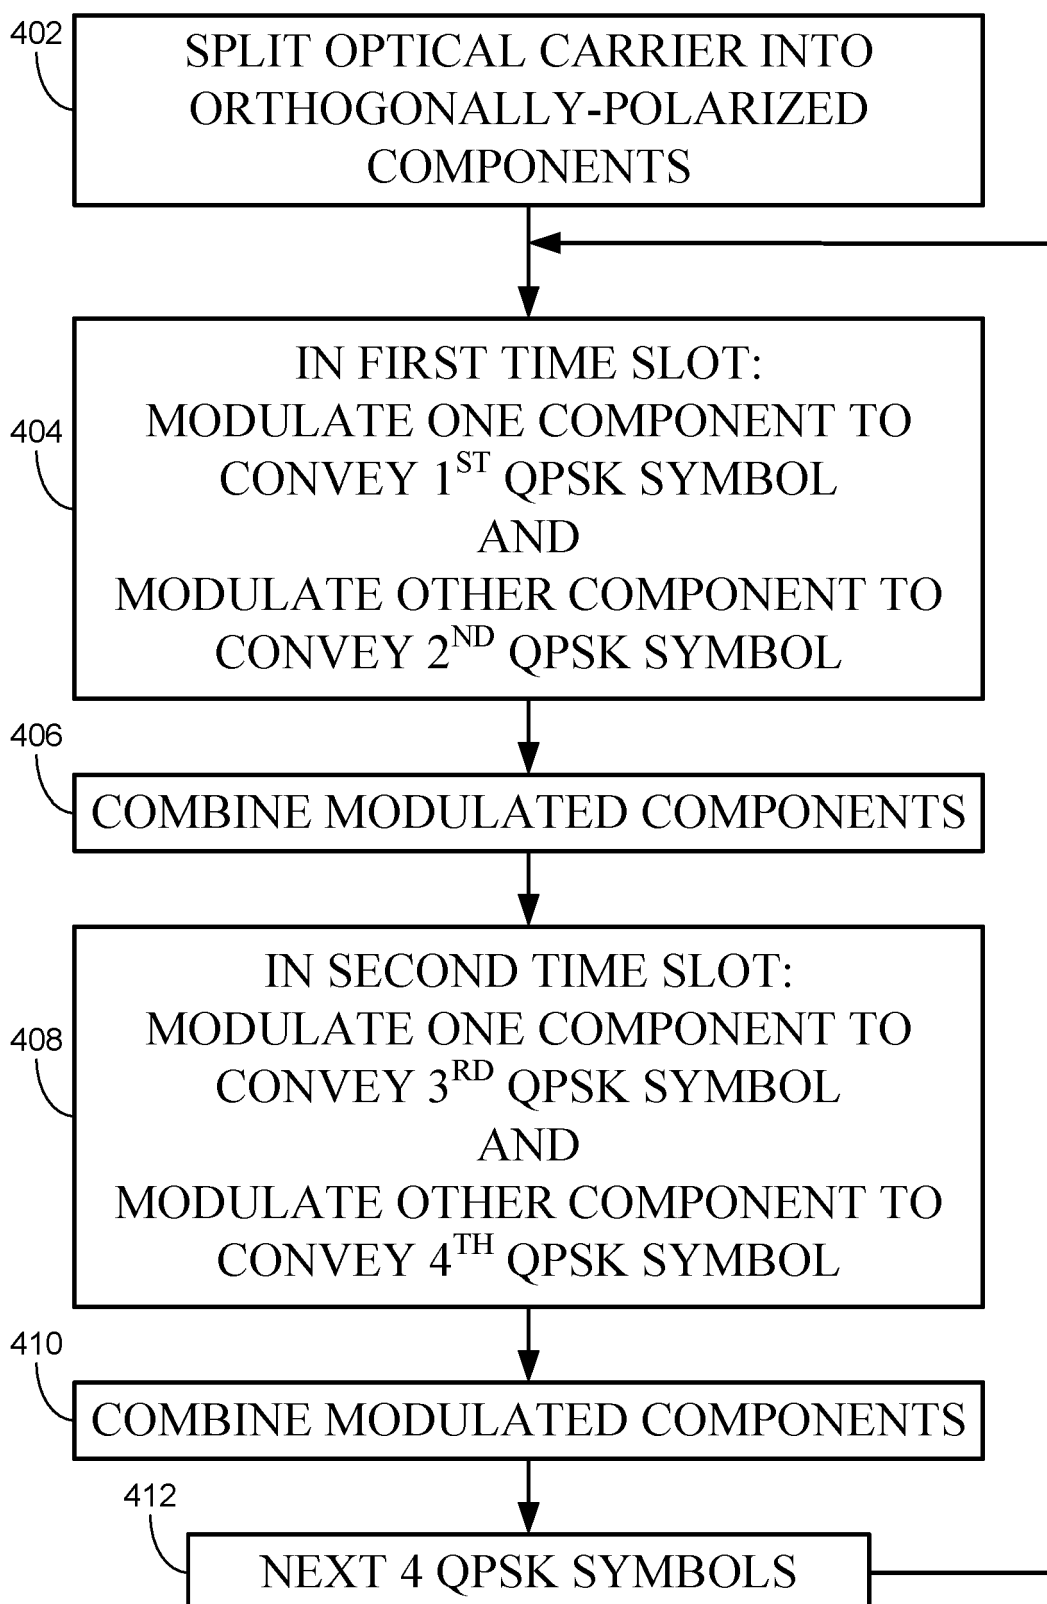 402
SPLIT OPTICAL CARRIER INTO
ORTHOGONALLY-POLARIZED
COMPONENTS
404
IN FIRST TIME SLOT:
MODULATE ONE COMPONENT TO
CONVEY 1ST QPSK SYMBOL
AND
MODULATE OTHER COMPONENT TO
CONVEY 2ND QPSK SYMBOL
406
COMBINE MODULATED COMPONENTS
408
IN SECOND TIME SLOT:
MODULATE ONE COMPONENT TO
CONVEY 3RD QPSK SYMBOL
AND
MODULATE OTHER COMPONENT TO
CONVEY 4TH QPSK SYMBOL
410
COMBINE MODULATED COMPONENTS
412
NEXT 4 QPSK SYMBOLS